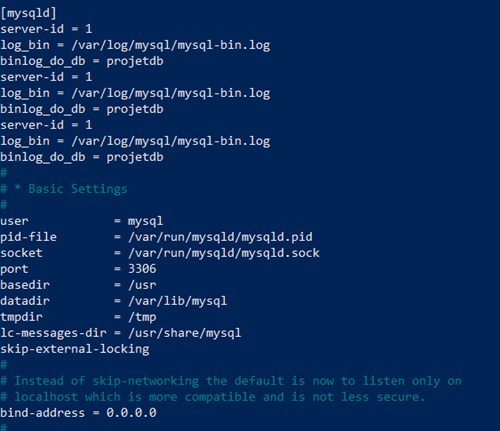 [mysqld]
server-id = 1
log_bin = /var/log/mysql/mysql-bin.log
binlog_do_db = projetdb
server-id = 1
log_bin = /var/log/mysql/mysql-bin.log
binlog_do_db = projetdb
server-id = 1
log_bin = /var/log/mysql/mysql-bin.log
binlog_do_db = projetdb
#
# * Basic Settings
#
user            = mysql
pid-file        = /var/run/mysqld/mysqld.pid
socket          = /var/run/mysqld/mysqld.sock
port            = 3306
basedir         = /usr
datadir         = /var/lib/mysql
tmpdir          = /tmp
lc-messages-dir = /usr/share/mysql
skip-external-locking
#
# Instead of skip-networking the default is now to listen only on
# localhost which is more compatible and is not less secure.
bind-address = 0.0.0.0
#